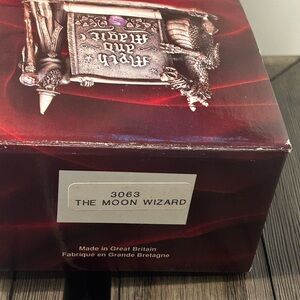 Myth
and
Magic
3063
THE MOON WIZARD
Made in Great Britain
Fabriqué en Grande Bretagne